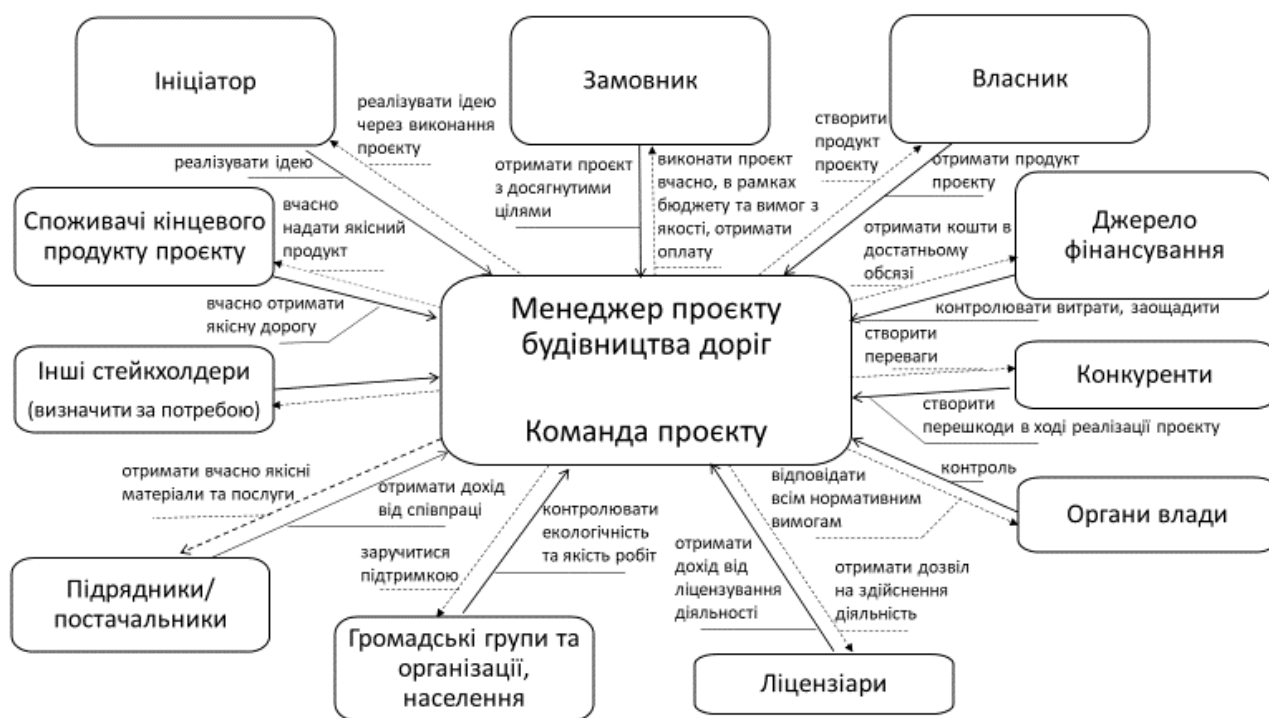 Ініціатор
Замовник
Власник
реалізувати ідею
через виконання
проєкту
реалізувати ідею
отримати проєкт
з досягнутими
цілями
виконати проєкт
вчасно, в рамках
бюджету та вимог з
якості, отримати
оплату
створити
продукт
проєкту
отримати продукт
проєкту
Споживачі кінцевого
продукту проєкту
вчасно
надати якісний
продукт
вчасно отримати
якісну дорогу
отримати кошти в
достатньому
обсязі
Джерело
фінансування
контролювати витрати, заощадити
Менеджер проєкту
будівництва доріг
Команда проєкту
Інші стейкхолдери
(визначити за потребою)
створити
переваги
Конкуренти
створити
перешкоди в ході реалізації проєкту
отримати вчасно якісні
матеріали та послуги
отримати дохід
від співпраці
Підрядники/
постачальники
заручитися
підтримкою
контролювати
екологічність
та якість робіт
Громадські групи та
організації,
населення
отримати
дохід від
ліцензування
діяльності
відповідати
всім нормативним
вимогам
контроль
Органи влади
отримати дозвіл
на здійснення
діяльність
Ліцензіари